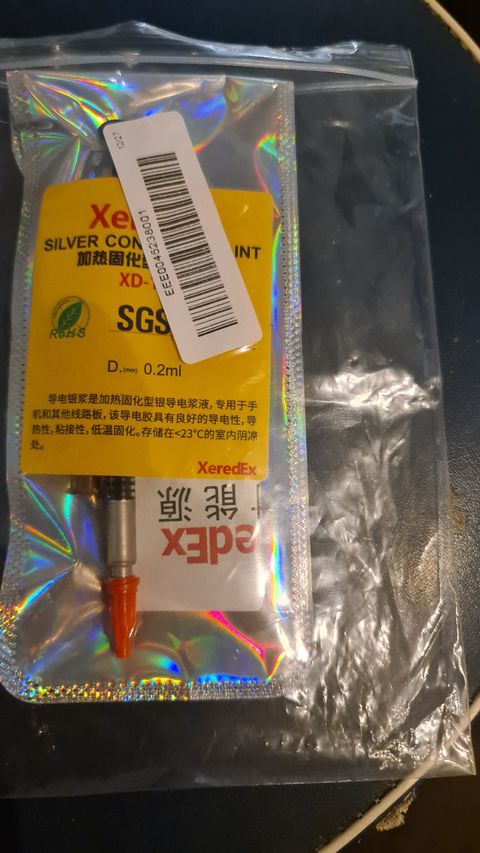 12/27
EEE0045238001
Xe
SILVER CON INT
加热固化
XD-
RoHS
SGS
D.(mm) 0.2ml
导电银浆是加热固化型银导电浆液,专用于手
机和其他线路板,该导电胶具有良好的导电性,导
热性,粘接性,低温固化。存储在<23℃的室内阴凉
处。
XeredEx
能源
edEx